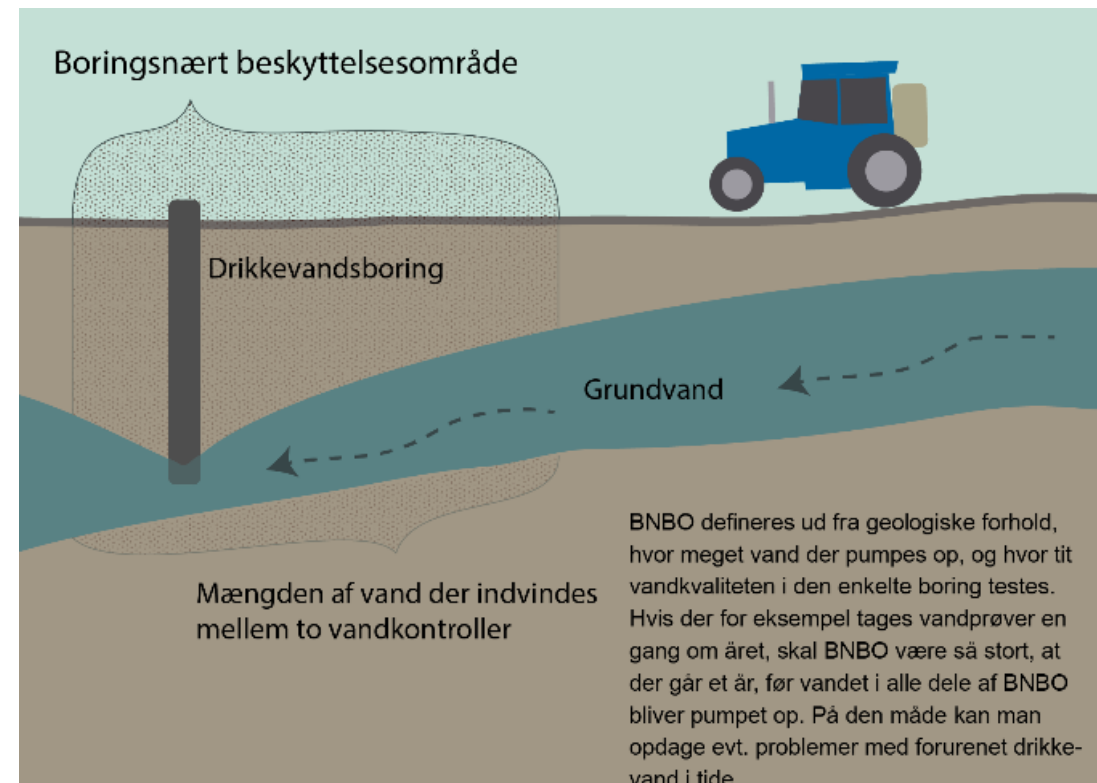 Boringsnært beskyttelsesområde
Drikkevandsboring
Grundvand
Mængden af vand der indvindes
mellem to vandkontroller
BNBO defineres ud fra geologiske forhold,
hvor meget vand der pumpes op, og hvor tit
vandkvaliteten i den enkelte boring testes.
Hvis der for eksempel tages vandprøver en
gang om året, skal BNBO være så stort, at
der går et år, før vandet i alle dele af BNBO
bliver pumpet op. På den måde kan man
opdage evt. problemer med forurenet drikke-
vand i tide